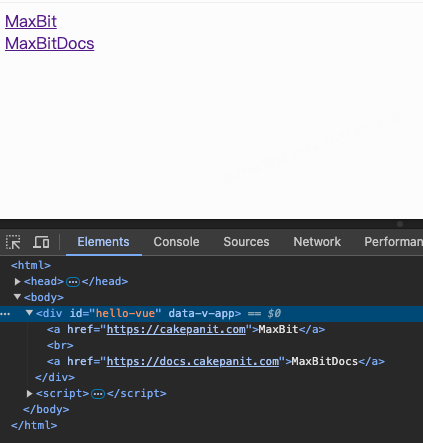 MaxBit
MaxBitDocs
Elements Console Sources Network Performan
<html>
<head> … </head>
<body>
… <div id="hello-vue" data-v-app> == $0
<a href="https://cakepanit.com">MaxBit</a>
<br>
<a href="https://docs.cakepanit.com">MaxBitDocs</a>
</div>
<script> … </script>
</body>
</html>